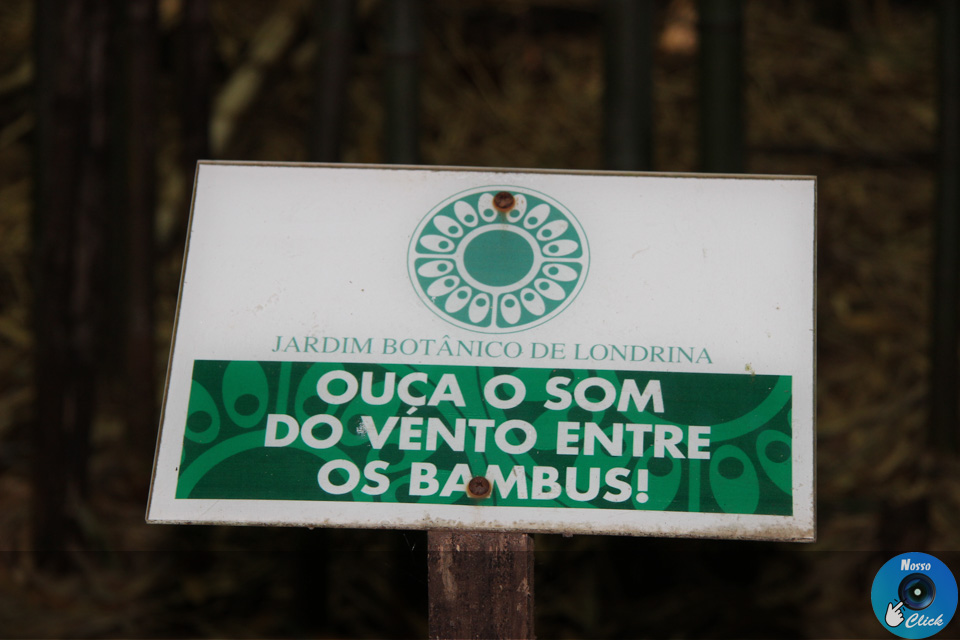 JARDIM BOTÂNICO DE LONDRINA
OUÇA O SOM
DO VENTO ENTRE
OS BAMBUS!
Nosso
Click